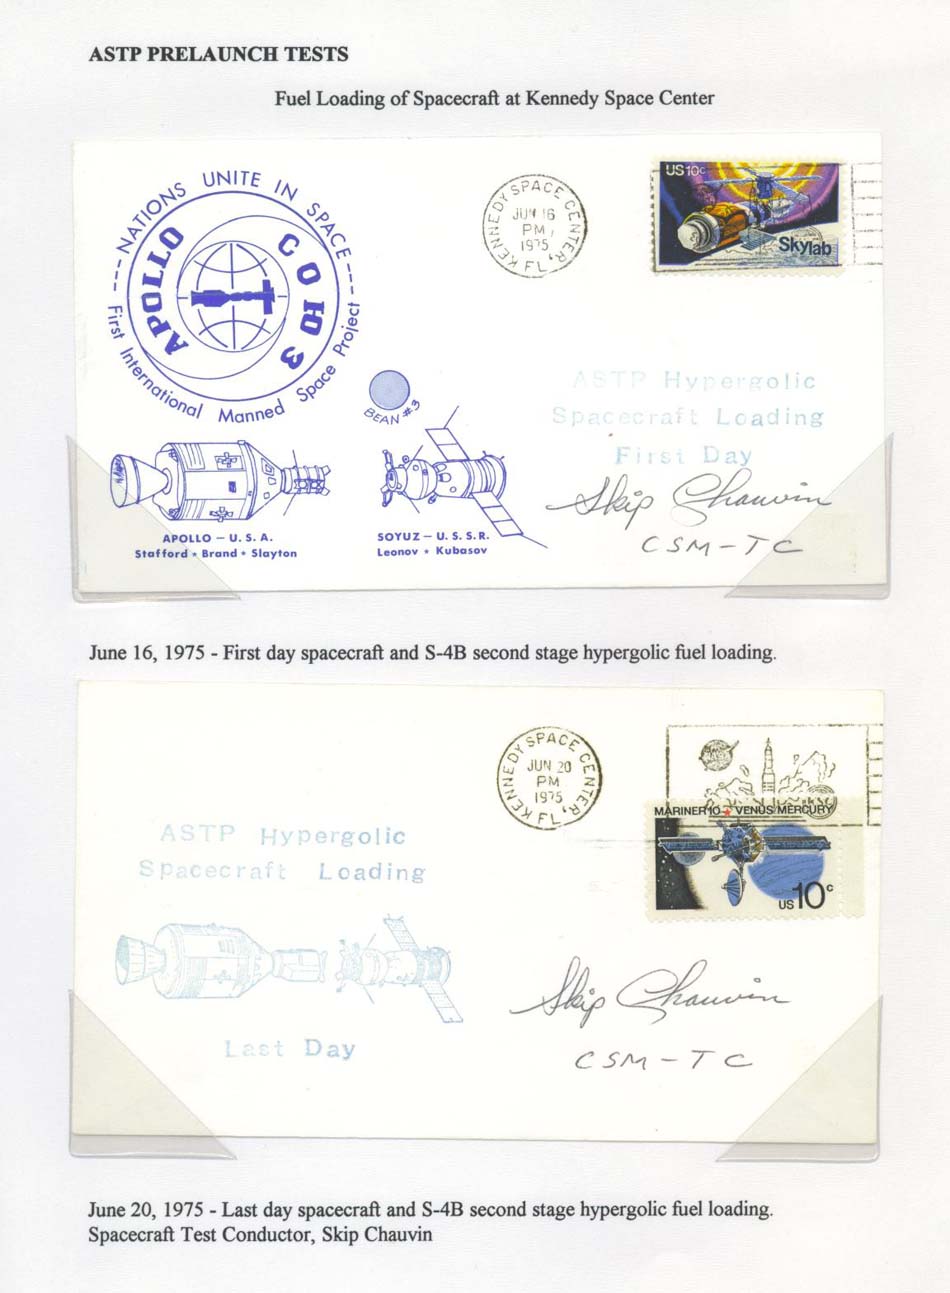 ASTP PRELAUNCH TESTS
Fuel Loading of Spacecraft at Kennedy Space Center
NATIONS UNITE IN SPACE
APOLLO
СОЮЗ
First International Manned Space Project
BEAN #3
APOLLO – U.S.A.
Stafford ★ Brand ★ Slayton
SOYUZ – U.S.S.R.
Leonov ★ Kubasov
KENNEDY SPACE CENTER, FL,
JUN 16
PM
1975
US 10c
Skylab
ASTP Hypergolic
Spacecraft Loading
First Day
Skip Chauvin
CSM-TC
June 16, 1975 - First day spacecraft and S-4B second stage hypergolic fuel loading.
KENNEDY SPACE CENTER, FL,
JUN 20
PM
1975
MARINER 10 ★ VENUS/MERCURY
US 10c
ASTP Hypergolic
Spacecraft Loading
Last Day
Skip Chauvin
CSM-TC
June 20, 1975 - Last day spacecraft and S-4B second stage hypergolic fuel loading.
Spacecraft Test Conductor, Skip Chauvin